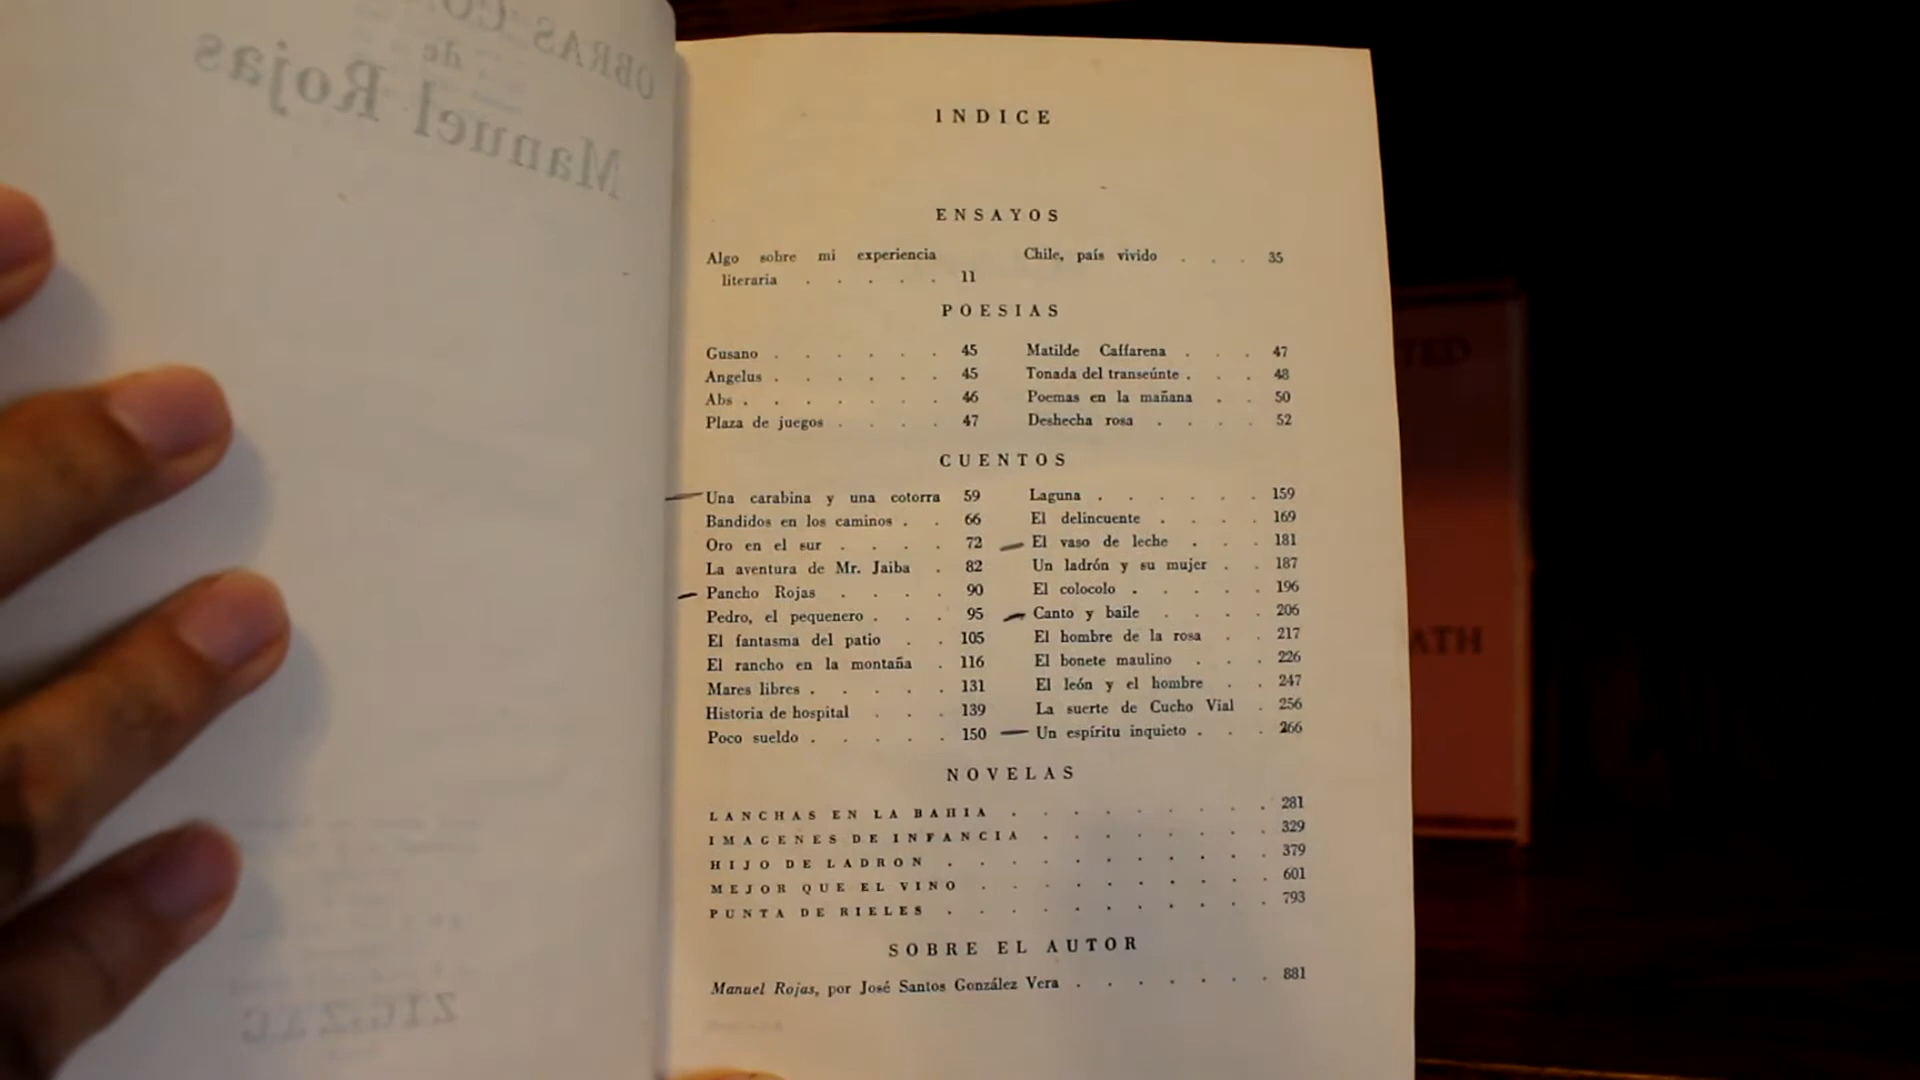 OBRAS CO
de
Manuel Rojas
ZIG-ZAG
INDICE
ENSAYOS
Algo sobre mi experiencia
literaria . . . . . 11
Chile, país vivido . . . 35
POESIAS
Gusano . . . . . . 45
Angelus . . . . . . 45
Abs . . . . . . . 46
Plaza de juegos . . . . 47
Matilde Caffarena . . . 47
Tonada del transeúnte . . . 48
Poemas en la mañana . . 50
Deshecha rosa . . . . 52
CUENTOS
Una carabina y una cotorra 59
Bandidos en los caminos . . 66
Oro en el sur . . . . 72
La aventura de Mr. Jaiba . 82
Pancho Rojas . . . . 90
Pedro, el pequenero . . . 95
El fantasma del patio . . 105
El rancho en la montaña . 116
Mares libres . . . . . 131
Historia de hospital . . . 139
Poco sueldo . . . . . 150
Laguna . . . . . . 159
El delincuente . . . . 169
El vaso de leche . . . 181
Un ladrón y su mujer . . 187
El colocolo . . . . . 196
Canto y baile . . . . 206
El hombre de la rosa . . 217
El bonete maulino . . . 226
El león y el hombre . . 247
La suerte de Cucho Vial . 256
Un espíritu inquieto . . . 266
NOVELAS
LANCHAS EN LA BAHIA . . . . . . . . . 281
IMAGENES DE INFANCIA . . . . . . . . 329
HIJO DE LADRON . . . . . . . . . . . 379
MEJOR QUE EL VINO . . . . . . . . . . 601
PUNTA DE RIELES . . . . . . . . . . . 793
SOBRE EL AUTOR
Manuel Rojas, por José Santos González Vera . . . . . . . 881
TED
ATH